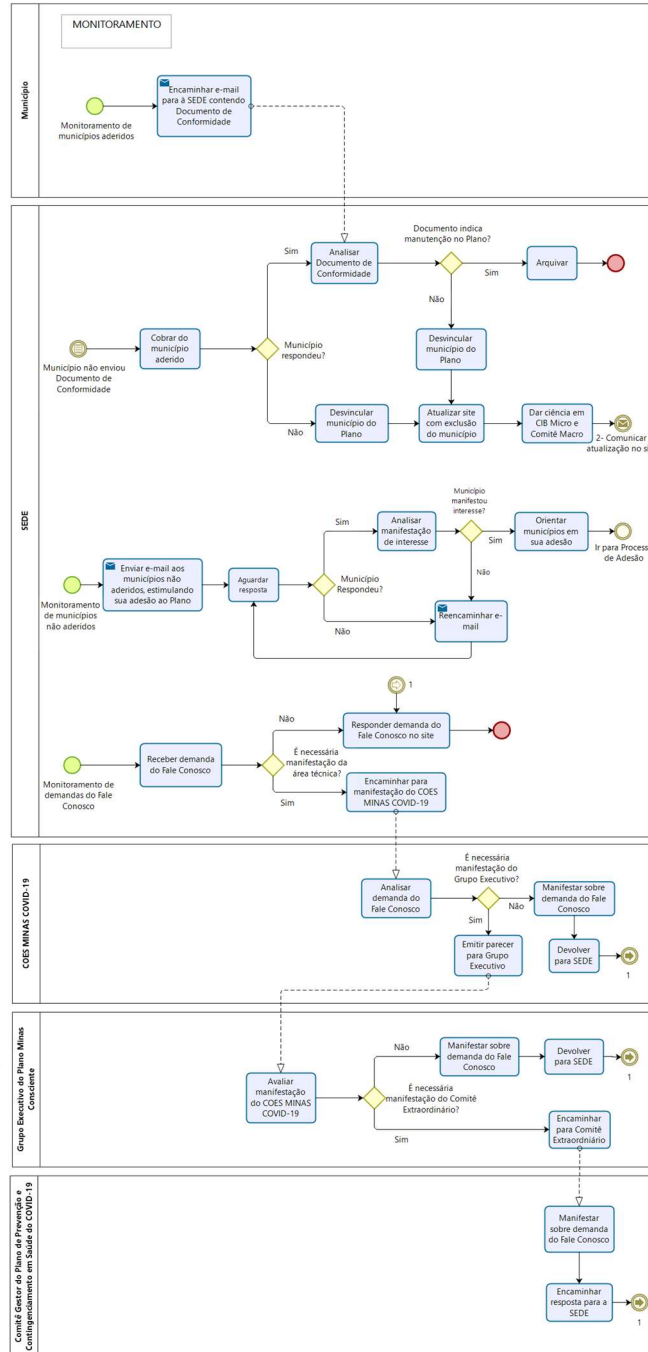 MONITORAMENTO
Município
Encaminhar e-mail
para à SEDE contendo
Documento de
Conformidade
Monitoramento de
municípios aderidos
SEDE
Documento indica
manutenção no Plano?
Sim
Analisar
Documento de
Conformidade
Sim
Arquivar
Não
Cobrar do
município
aderido
Município
respondeu?
Desvincular
município do
Plano
Município não enviou
Documento de
Conformidade
Não
Desvincular
município do
Plano
Atualizar site
com exclusão
do município
Dar ciência em
CIB Micro e
Comitê Macro
2- Comunicar
atualização no si
Município
manifestou
interesse?
Sim
Analisar
manifestação
de interesse
Sim
Orientar
municípios em
sua adesão
Ir para Process
de Adesão
Enviar e-mail aos
municípios não
aderidos, estimulando
sua adesão ao Plano
Aguardar
resposta
Município
Respondeu?
Não
Monitoramento
de municípios
não aderidos
Não
Reencaminhar e-
mail
1
Não
Responder demanda do
Fale Conosco no site
Receber demanda
do Fale Conosco
É necessária
manifestação da
área técnica?
Monitoramento de
demandas do Fale
Conosco
Sim
Encaminhar para
manifestação do COES
MINAS COVID-19
COES MINAS COVID-19
É necessária
manifestação do
Grupo Executivo?
Analisar
demanda do
Fale Conosco
Não
Manifestar sobre
demanda do Fale
Conosco
Sim
Emitir parecer
para Grupo
Executivo
Devolver
para SEDE
1
Grupo Executivo do Plano Minas
Consciente
Não
Manifestar sobre
demanda do Fale
Conosco
Devolver
para SEDE
1
Avaliar
manifestação
do COES MINAS
COVID-19
É necessária
manifestação do Comitê
Extraordinário?
Sim
Encaminhar
para Comitê
Extraordniário
Comitê Gestor do Plano de Prevenção e
Contingenciamento em Saúde do COVID-19
Manifestar
sobre demanda
do Fale Conosco
Encaminhar
resposta para a
SEDE
1